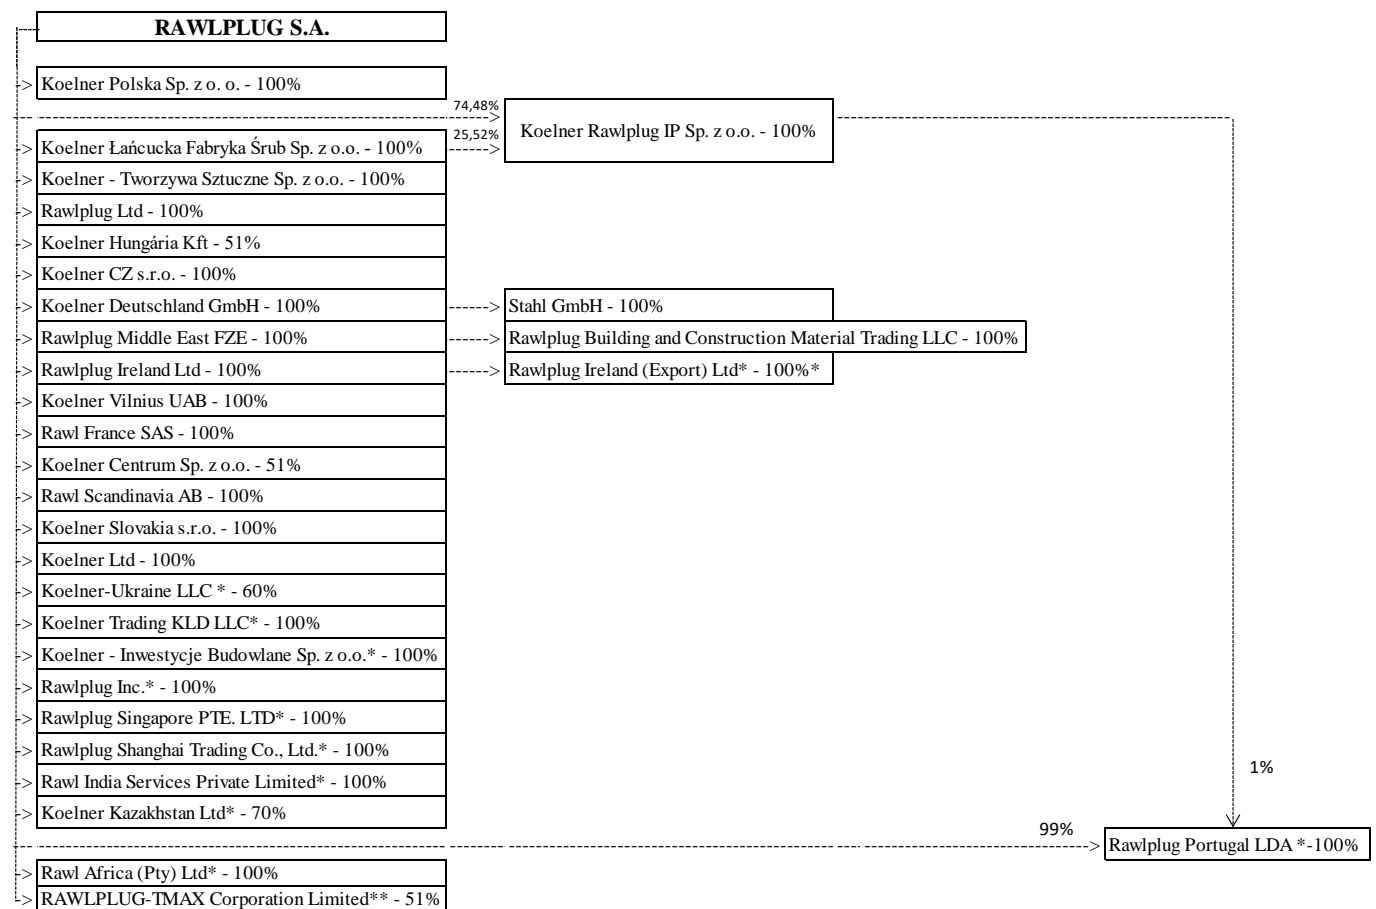 RAWLPLUG S.A.
Koelner Polska Sp. z o. o. - 100%
74,48%
Koelner Rawlplug IP Sp. z o.o. - 100%
25,52%
Koelner Łańcucka Fabryka Śrub Sp. z o.o. - 100%
Koelner - Tworzywa Sztuczne Sp. z o.o. - 100%
Rawlplug Ltd - 100%
Koelner Hungária Kft - 51%
Koelner CZ s.r.o. - 100%
Koelner Deutschland GmbH - 100%
Stahl GmbH - 100%
Rawlplug Middle East FZE - 100%
Rawlplug Building and Construction Material Trading LLC - 100%
Rawlplug Ireland Ltd - 100%
Rawlplug Ireland (Export) Ltd* - 100%*
Koelner Vilnius UAB - 100%
Rawl France SAS - 100%
Koelner Centrum Sp. z o.o. - 51%
Rawl Scandinavia AB - 100%
Koelner Slovakia s.r.o. - 100%
Koelner Ltd - 100%
Koelner-Ukraine LLC * - 60%
Koelner Trading KLD LLC* - 100%
Koelner - Inwestycje Budowlane Sp. z o.o.* - 100%
Rawlplug Inc.* - 100%
Rawlplug Singapore PTE. LTD* - 100%
Rawlplug Shanghai Trading Co., Ltd.* - 100%
Rawl India Services Private Limited* - 100%
1%
Koelner Kazakhstan Ltd* - 70%
99%
Rawlplug Portugal LDA *-100%
Rawl Africa (Pty) Ltd* - 100%
RAWLPLUG-TMAX Corporation Limited** - 51%